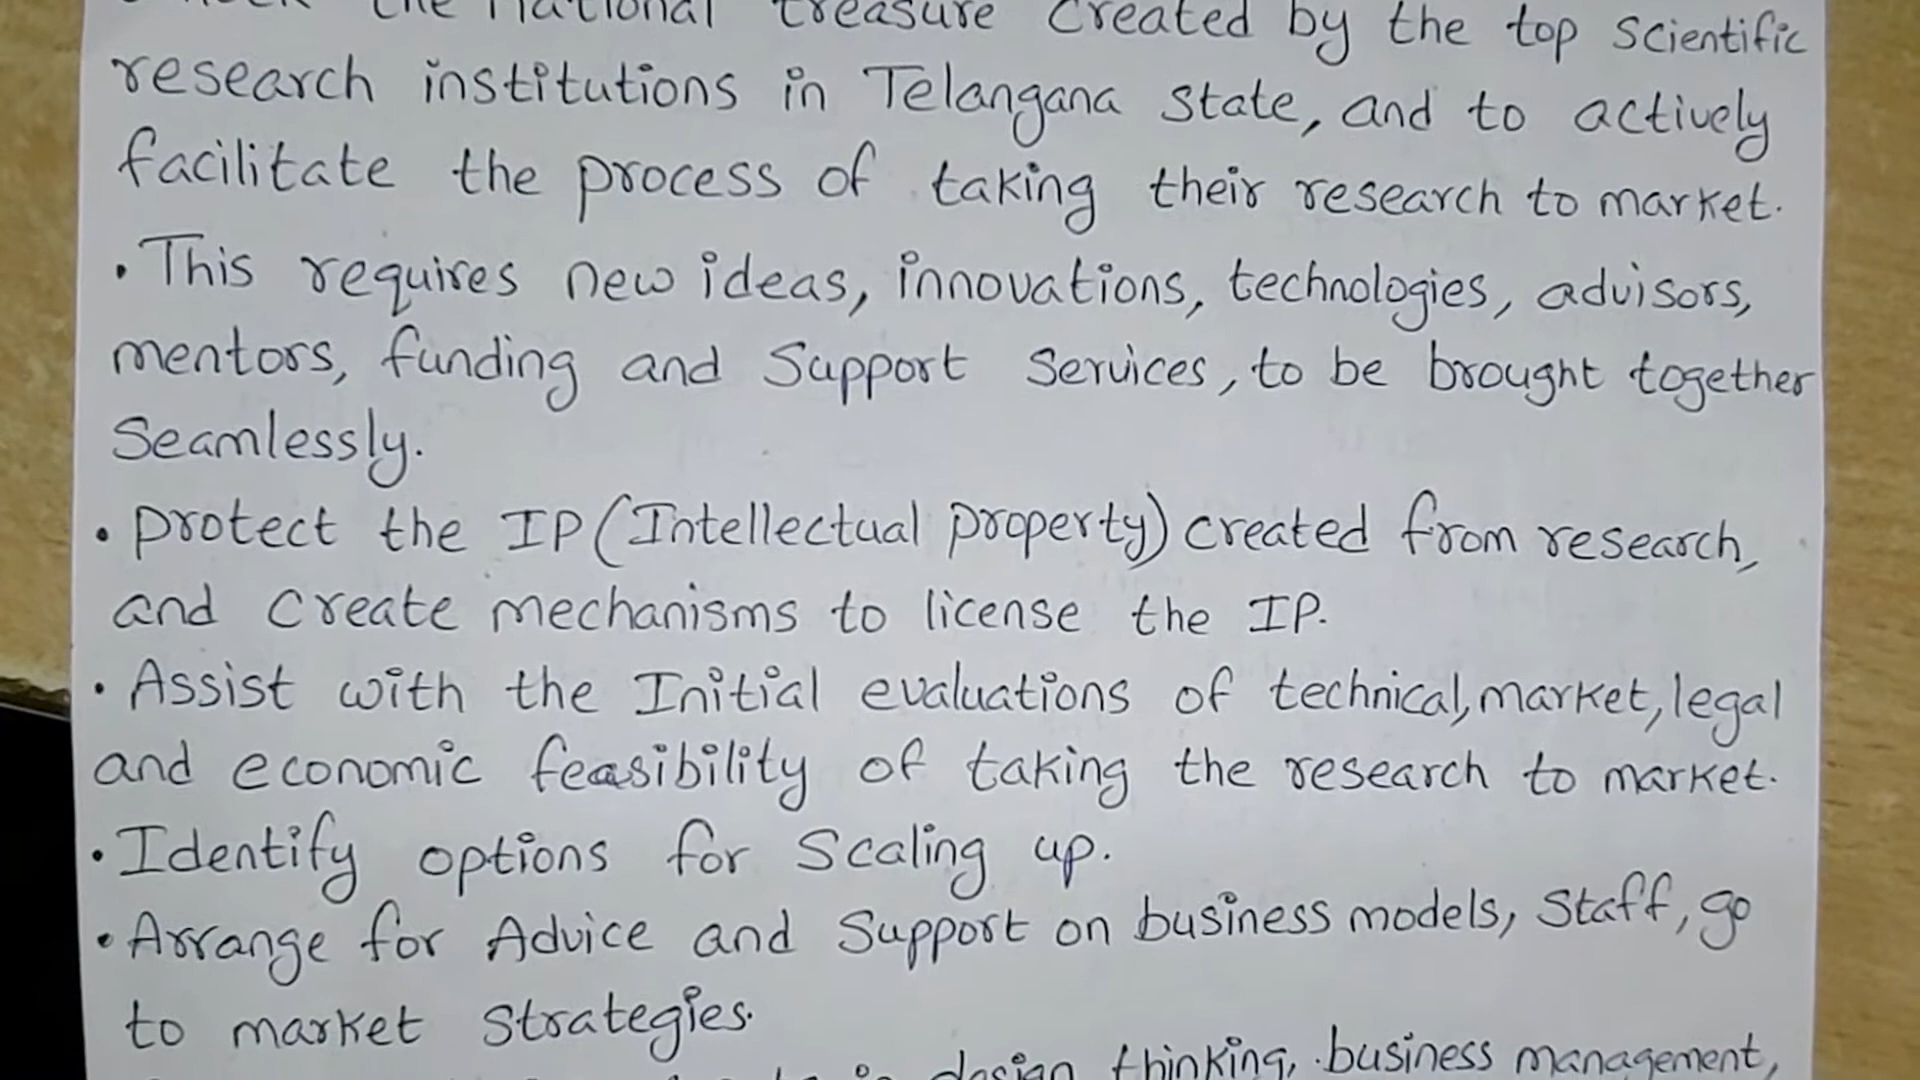 the National treasure created by the top scientific
research institutions in Telangana State, and to actively
facilitate the process of taking their research to market.
• This requires new ideas, innovations, technologies, advisors,
mentors, funding and Support Services, to be brought together
Seamlessly.
• Protect the IP (Intellectual property) created from research,
and create mechanisms to license the IP.
• Assist with the Initial evaluations of technical, market, legal
and economic feasibility of taking the research to market.
• Identify options for Scaling up.
• Arrange for Advice and Support on business models, Staff, go
to market Strategies.
design thinking, business management,